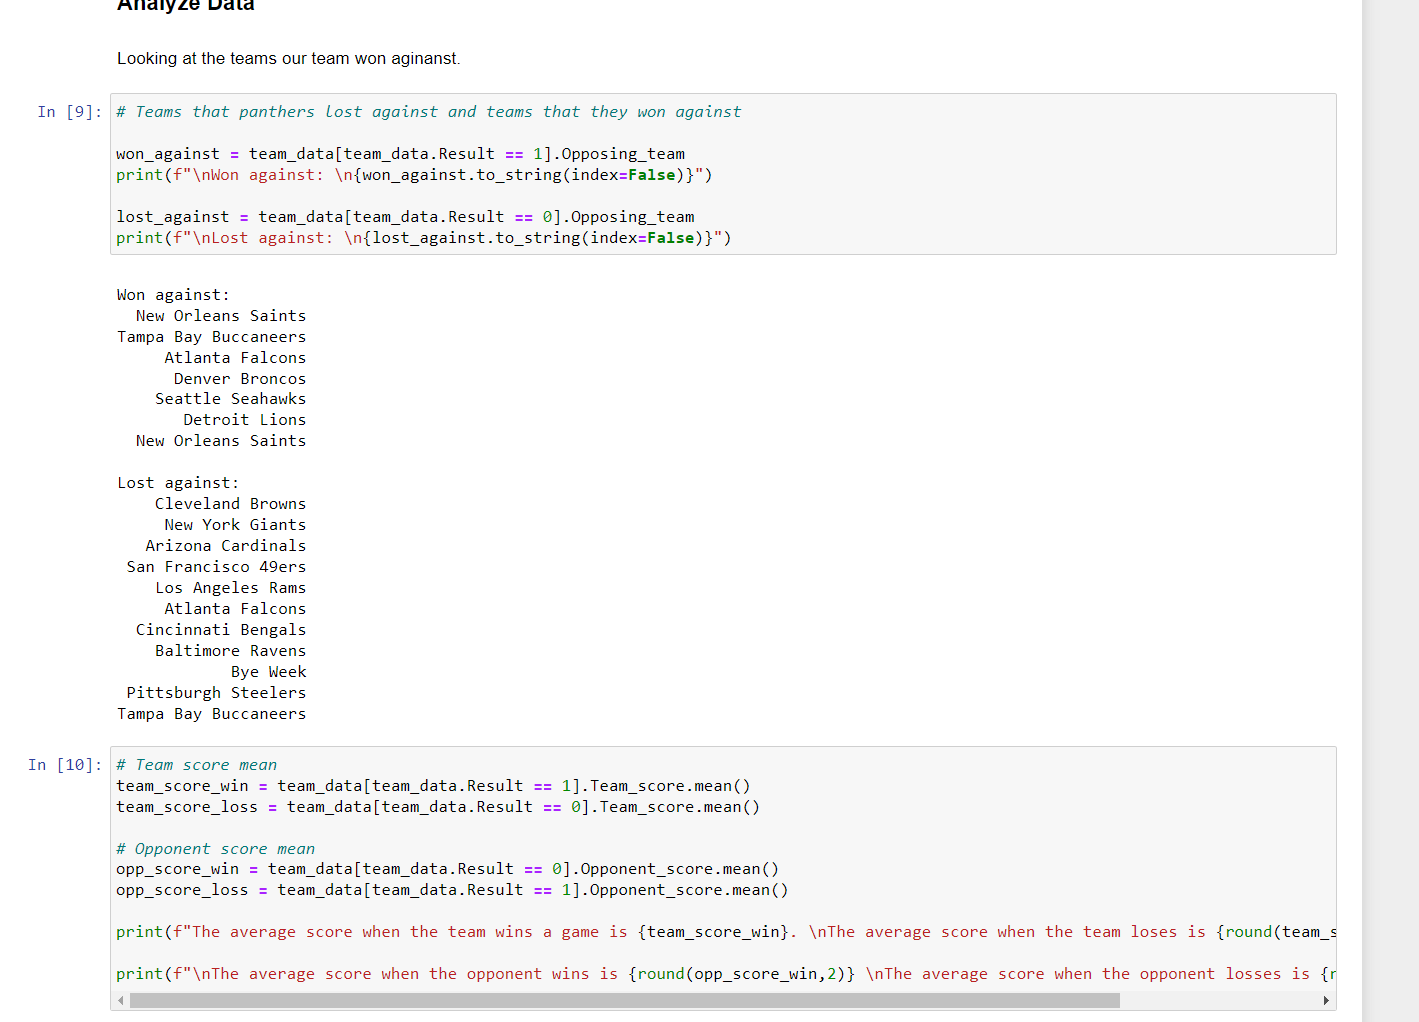 Analyze Data
Looking at the teams our team won aginanst.
In [9]:
# Teams that panthers lost against and teams that they won against
won_against = team_data[team_data.Result == 1].Opposing_team
print(f"\nWon against: \n{won_against.to_string(index=False)}")
lost_against = team_data[team_data.Result == 0].Opposing_team
print(f"\nLost against: \n{lost_against.to_string(index=False)}")
Won against:
New Orleans Saints
Tampa Bay Buccaneers
Atlanta Falcons
Denver Broncos
Seattle Seahawks
Detroit Lions
New Orleans Saints
Lost against:
Cleveland Browns
New York Giants
Arizona Cardinals
San Francisco 49ers
Los Angeles Rams
Atlanta Falcons
Cincinnati Bengals
Baltimore Ravens
Bye Week
Pittsburgh Steelers
Tampa Bay Buccaneers
In [10]:
# Team score mean
team_score_win = team_data[team_data.Result == 1].Team_score.mean()
team_score_loss = team_data[team_data.Result == 0].Team_score.mean()
# Opponent score mean
opp_score_win = team_data[team_data.Result == 0].Opponent_score.mean()
opp_score_loss = team_data[team_data.Result == 1].Opponent_score.mean()
print(f"The average score when the team wins a game is {team_score_win}. \nThe average score when the team loses is {round(team_s
print(f"\nThe average score when the opponent wins is {round(opp_score_win,2)} \nThe average score when the opponent losses is {r